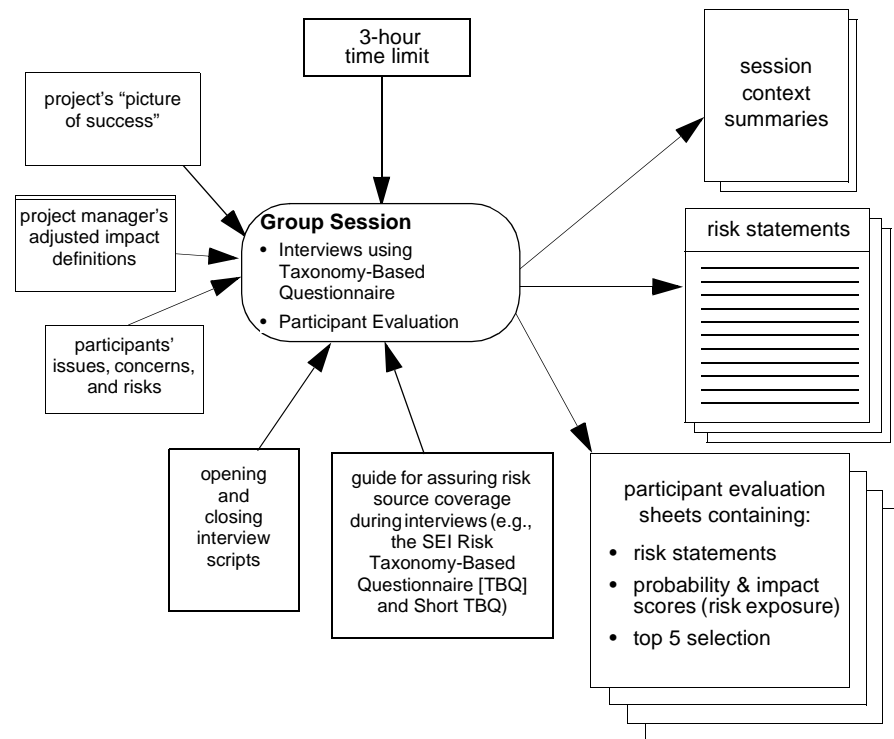 3-hour
time limit
project's “picture
of success”
project manager's
adjusted impact
definitions
participants'
issues, concerns,
and risks
Group Session
• Interviews using
Taxonomy-Based
Questionnaire
• Participant Evaluation
opening
and
closing
interview
scripts
guide for assuring risk
source coverage
during interviews (e.g.,
the SEI Risk
Taxonomy-Based
Questionnaire [TBQ]
and Short TBQ)
session
context
summaries
risk statements
participant evaluation
sheets containing:
• risk statements
• probability & impact
scores (risk exposure)
• top 5 selection